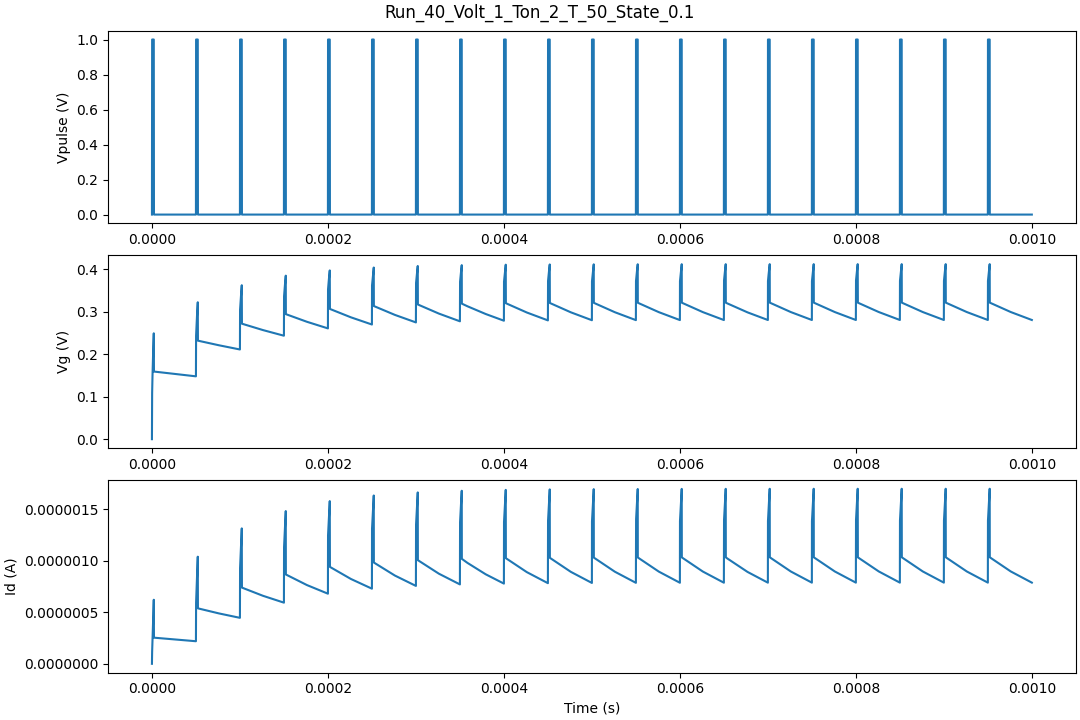 Run_40_Volt_1_Ton_2_T_50_State_0.1
Vpulse (V)
1.0
0.8
0.6
0.4
0.2
0.0
0.0000 0.0002 0.0004 0.0006 0.0008 0.0010
Vg (V)
0.4
0.3
0.2
0.1
0.0
0.0000 0.0002 0.0004 0.0006 0.0008 0.0010
Id (A)
0.0000015
0.0000010
0.0000005
0.0000000
0.0000 0.0002 0.0004 0.0006 0.0008 0.0010
Time (s)